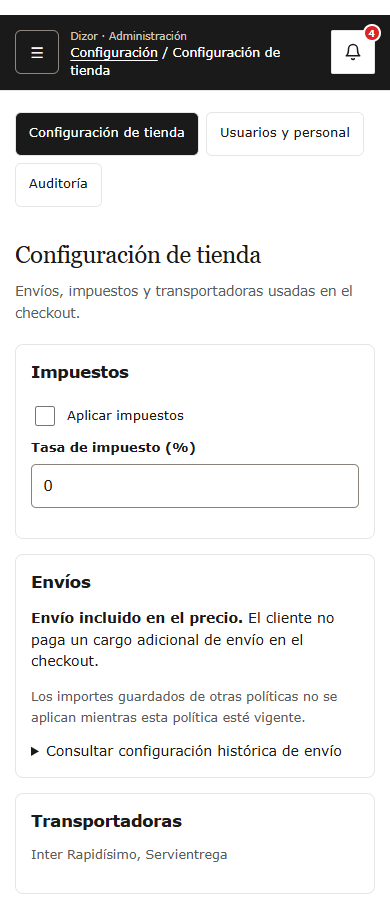 ☰
Dizor · Administración
Configuración / Configuración de
tienda
4
Configuración de tienda
Usuarios y personal
Auditoría
Configuración de tienda
Envíos, impuestos y transportadoras usadas en el
checkout.
Impuestos
Aplicar impuestos
Tasa de impuesto (%)
0
Envíos
Envío incluido en el precio. El cliente no
paga un cargo adicional de envío en el
checkout.
Los importes guardados de otras políticas no se
aplican mientras esta política esté vigente.
Consultar configuración histórica de envío
Transportadoras
Inter Rapidísimo, Servientrega